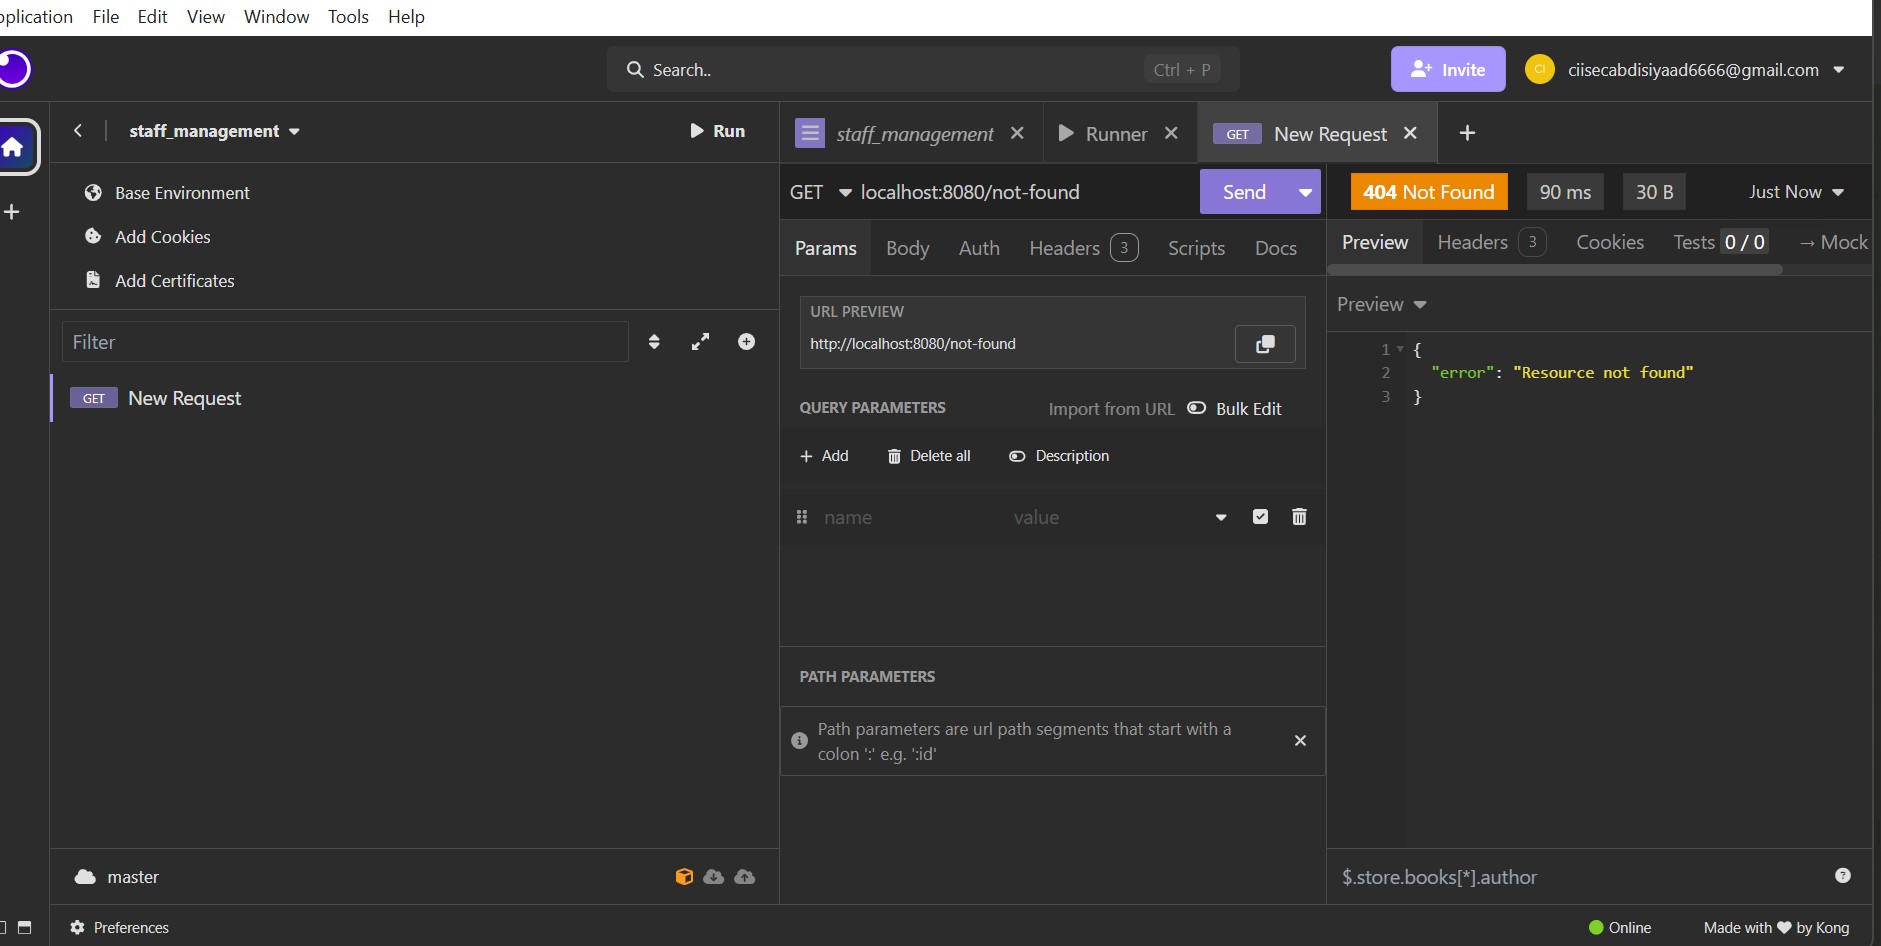 pplication File Edit View Window Tools Help
Search.. Ctrl + P
Invite
CI ciisecabdisiyaad6666@gmail.com
staff_management
Run
staff_management
Runner
GET New Request
Base Environment
Add Cookies
Add Certificates
Filter
GET New Request
master
Preferences
GET localhost:8080/not-found Send
Params Body Auth Headers 3 Scripts Docs
URL PREVIEW
http://localhost:8080/not-found
QUERY PARAMETERS Import from URL Bulk Edit
Add Delete all Description
name value
PATH PARAMETERS
Path parameters are url path segments that start with a
colon ':' e.g. ':id'
404 Not Found 90 ms 30 B Just Now
Preview Headers 3 Cookies Tests 0 / 0 → Mock
Preview
1 {
2 "error": "Resource not found"
3 }
$.store.books[*].author
Online Made with ❤ by Kong